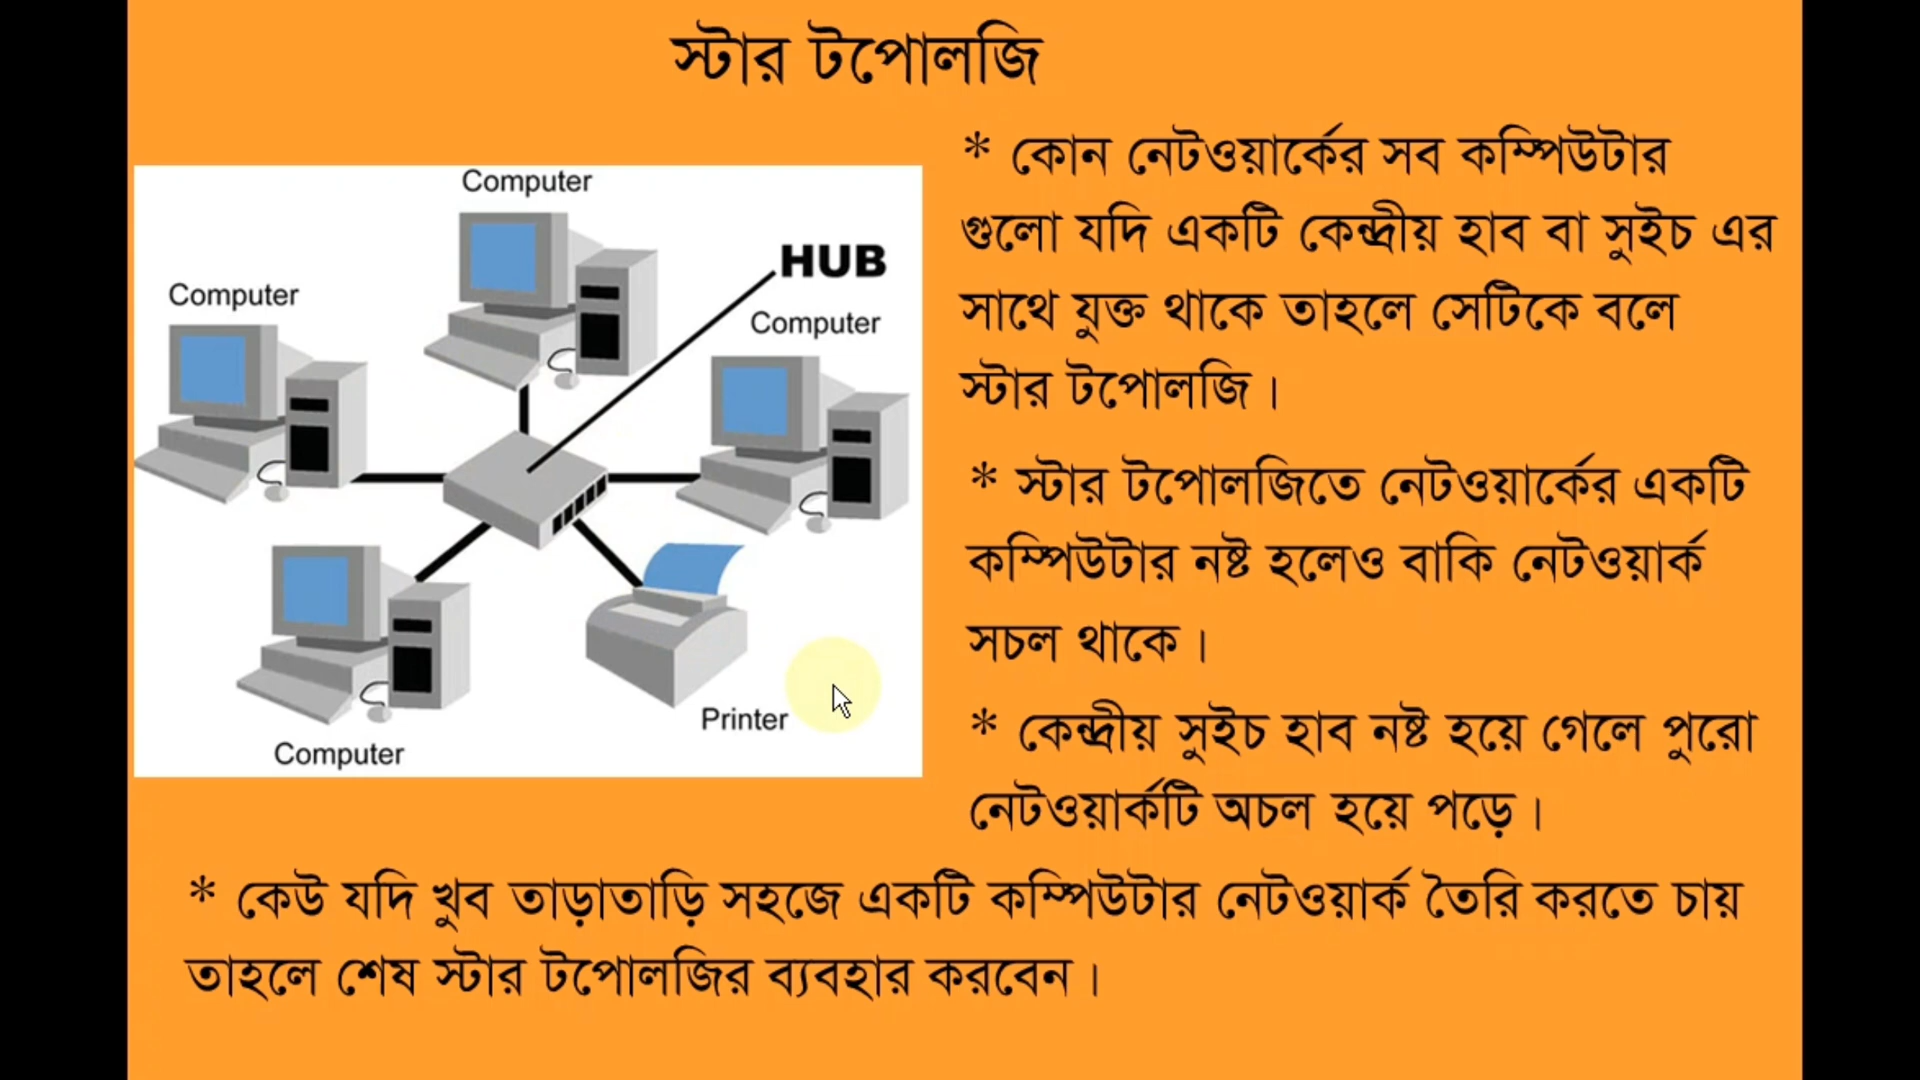 স্টার টপোলজি
Computer
HUB
Computer
Computer
Printer
Computer
* কোন নেটওয়ার্কের সব কম্পিউটার
গুলো যদি একটি কেন্দ্রীয় হাব বা সুইচ এর
সাথে যুক্ত থাকে তাহলে সেটিকে বলে
স্টার টপোলজি।
* স্টার টপোলজিতে নেটওয়ার্কের একটি
কম্পিউটার নষ্ট হলেও বাকি নেটওয়ার্ক
সচল থাকে।
* কেন্দ্রীয় সুইচ হাব নষ্ট হয়ে গেলে পুরো
নেটওয়ার্কটি অচল হয়ে পড়ে।
* কেউ যদি খুব তাড়াতাড়ি সহজে একটি কম্পিউটার নেটওয়ার্ক তৈরি করতে চায়
তাহলে শেষ স্টার টপোলজির ব্যবহার করবেন।